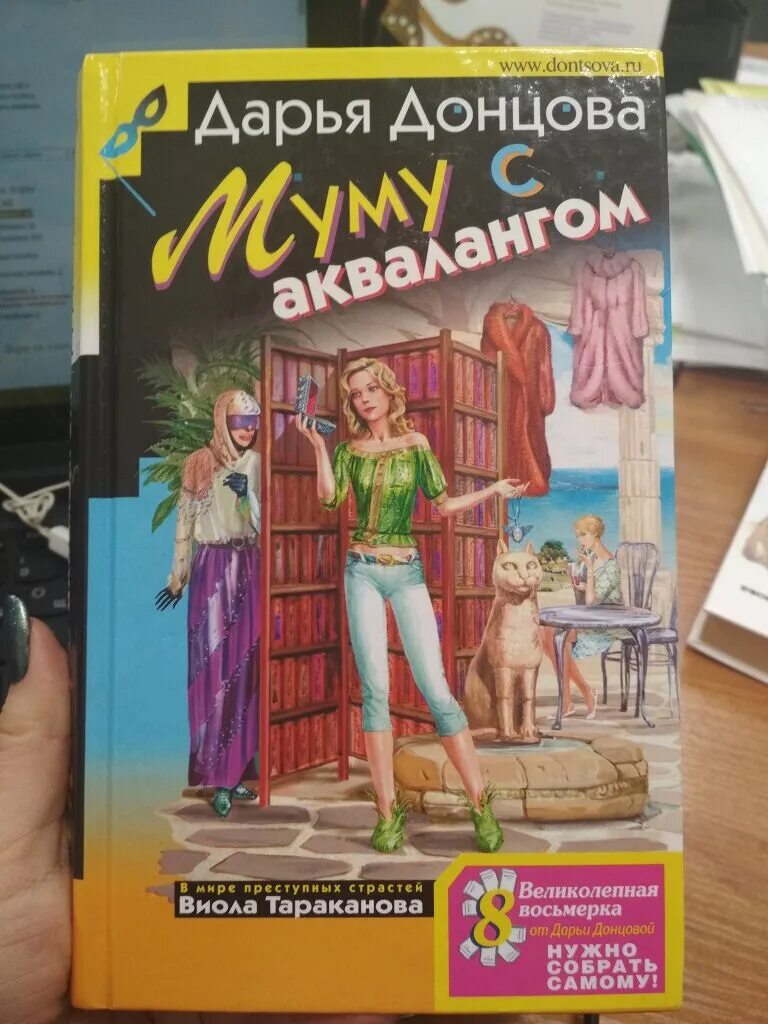 www.dontsova.ru
Дарья Донцова
Муму с
аквалангом
В мире преступных страстей
Виола Тараканова
8
Великолепная
восьмерка
от Дарьи Донцовой
НУЖНО
СОБРАТЬ
САМОМУ!